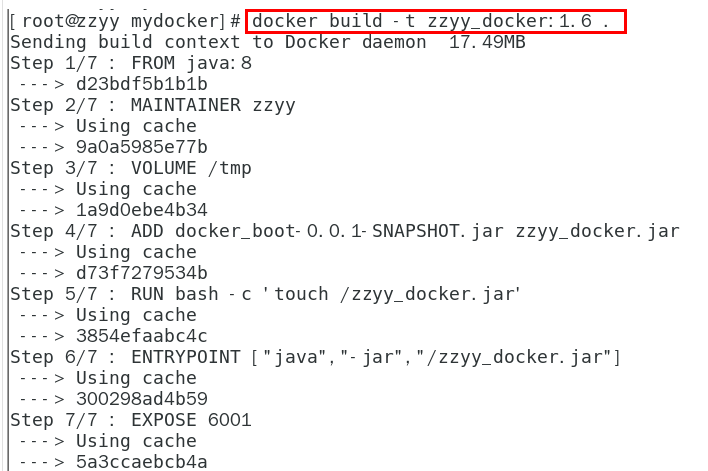 [root@zzyy mydocker]# docker build -t zzyy_docker:1.6 .
Sending build context to Docker daemon  17.49MB
Step 1/7 : FROM java:8
 ---> d23bdf5b1b1b
Step 2/7 : MAINTAINER zzyy
 ---> Using cache
 ---> 9a0a5985e77b
Step 3/7 : VOLUME /tmp
 ---> Using cache
 ---> 1a9d0ebe4b34
Step 4/7 : ADD docker_boot-0.0.1-SNAPSHOT.jar zzyy_docker.jar
 ---> Using cache
 ---> d73f7279534b
Step 5/7 : RUN bash -c 'touch /zzyy_docker.jar'
 ---> Using cache
 ---> 3854efaabc4c
Step 6/7 : ENTRYPOINT ["java","-jar","/zzyy_docker.jar"]
 ---> Using cache
 ---> 300298ad4b59
Step 7/7 : EXPOSE 6001
 ---> Using cache
 ---> 5a3ccaebcb4a